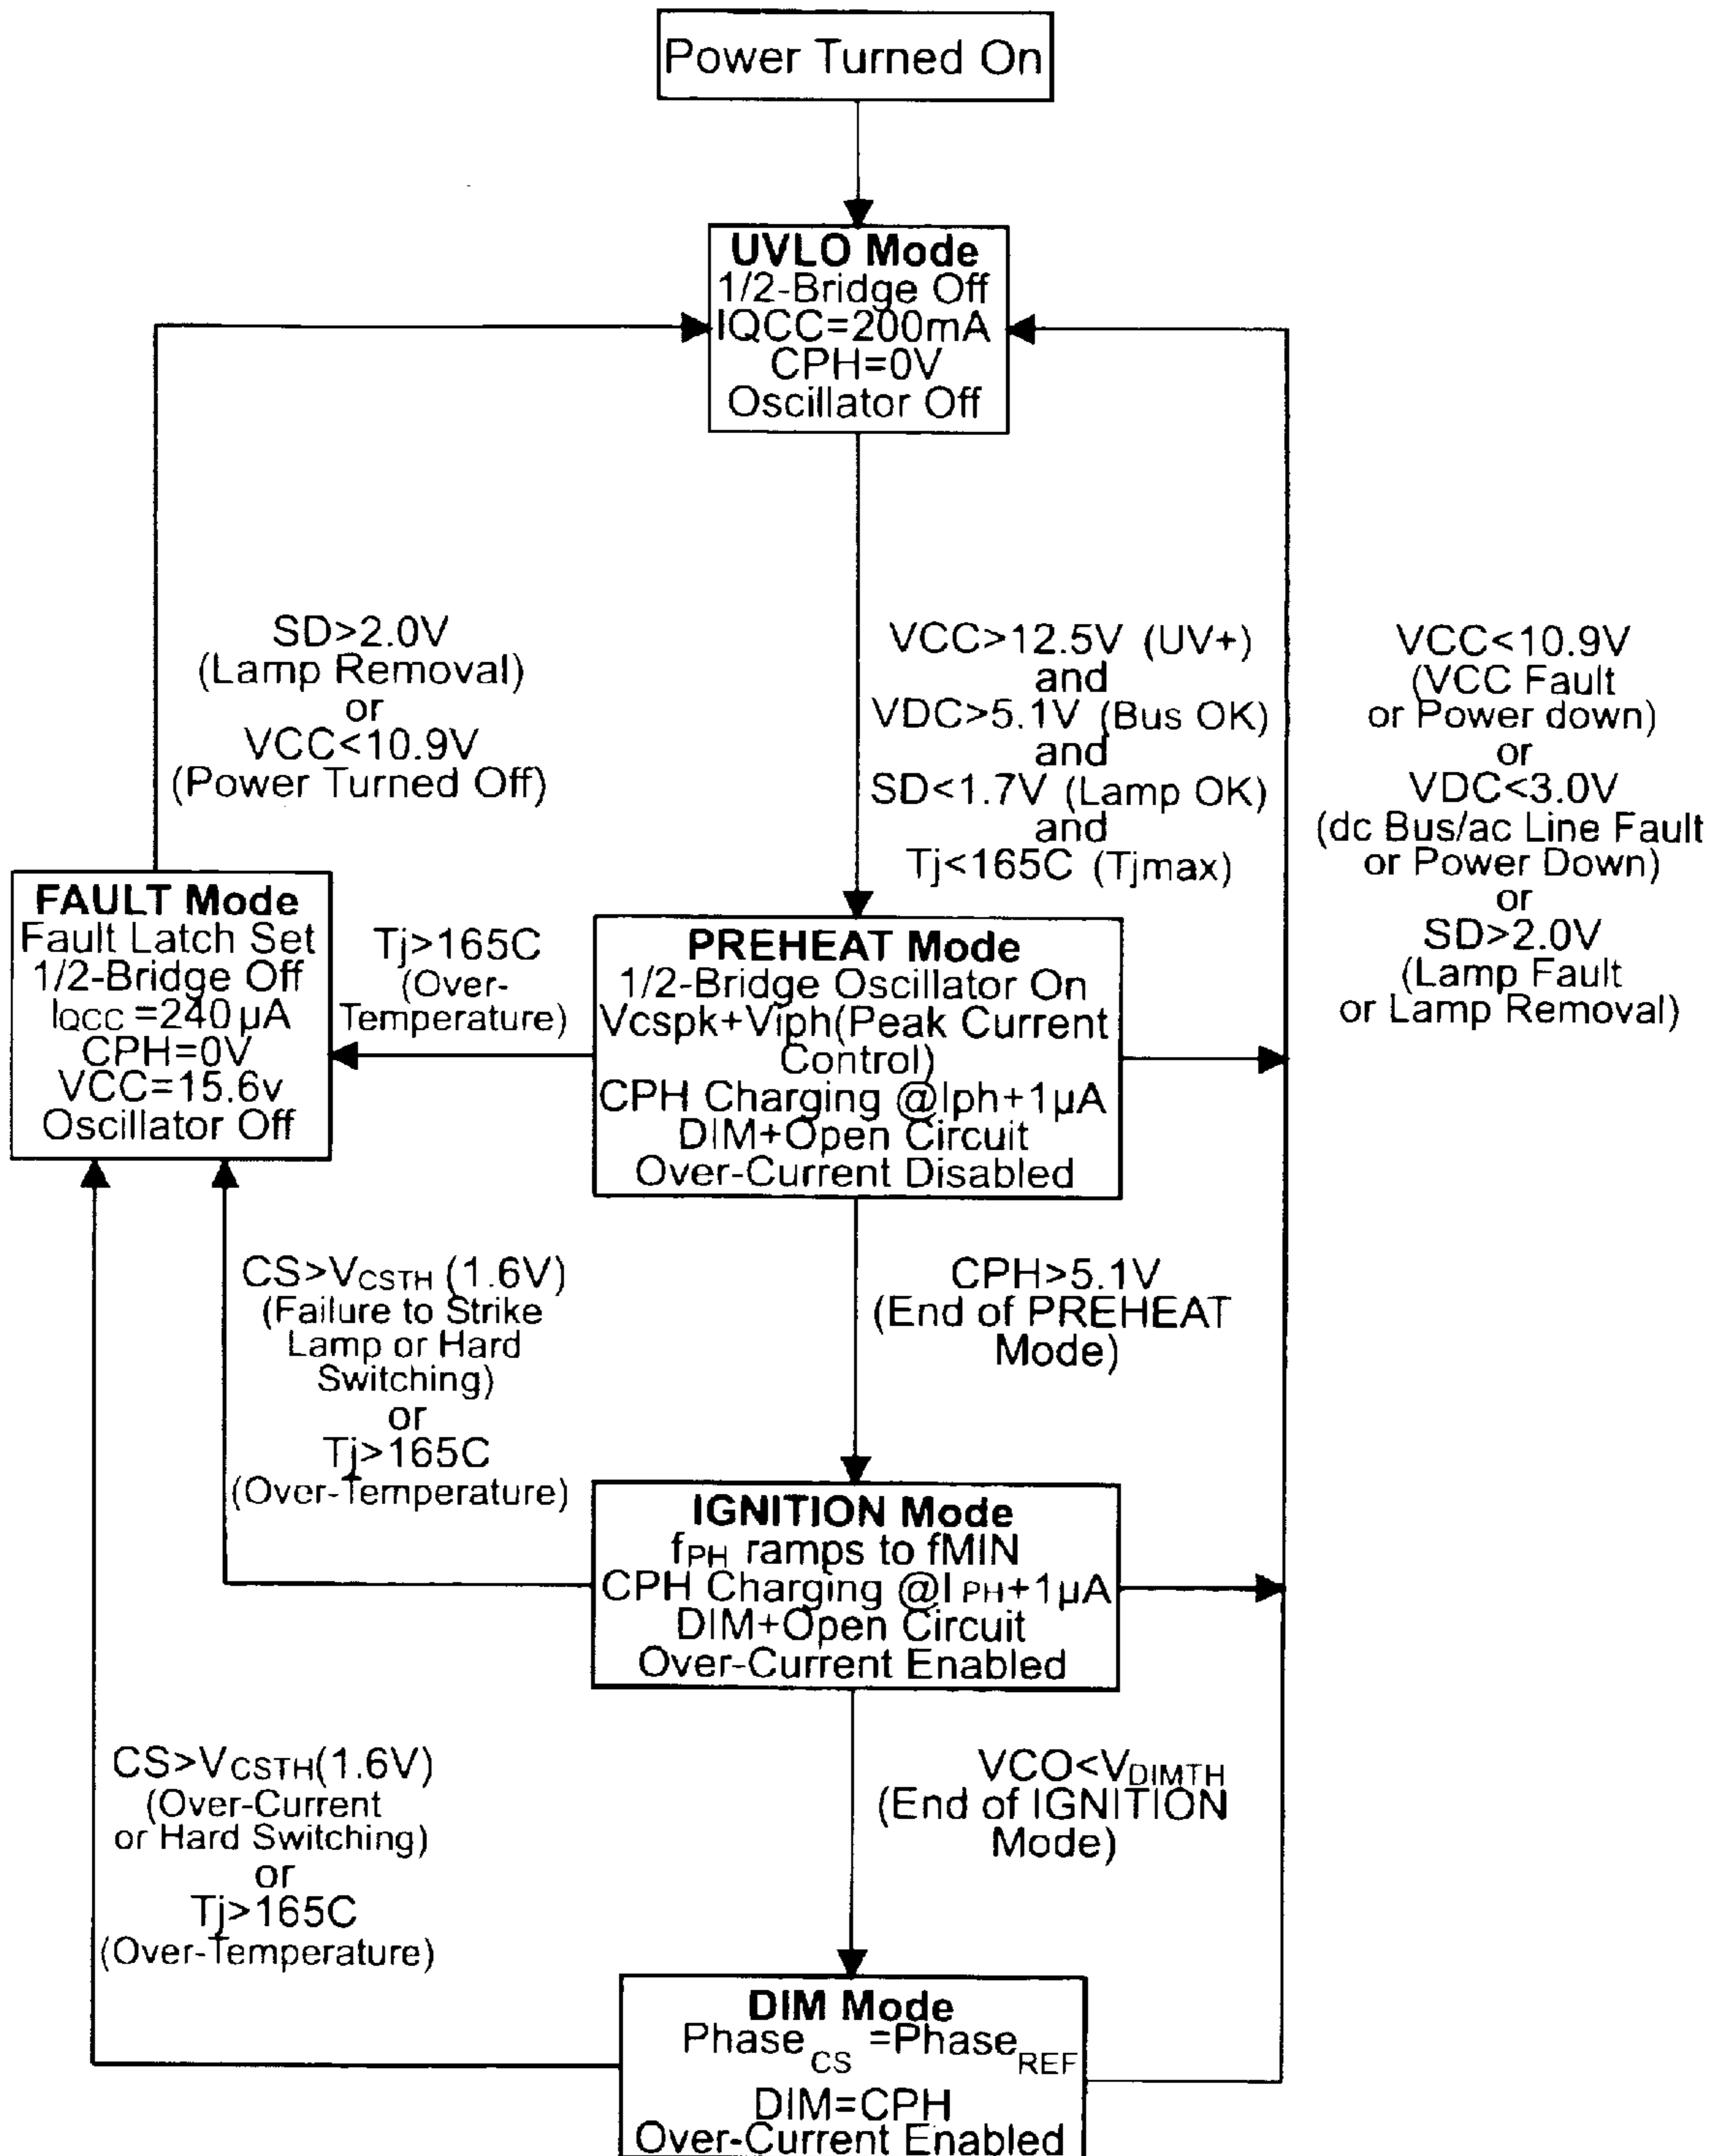 Power Turned On
UVLO Mode
1/2-Bridge Off
IQCC=200mA
CPH=0V
Oscillator Off
SD>2.0V
(Lamp Removal)
or
VCC<10.9V
(Power Turned Off)
VCC>12.5V (UV+)
and
VDC>5.1V (Bus OK)
and
SD<1.7V (Lamp OK)
and
Tj<165C (Tjmax)
VCC<10.9V
(VCC Fault
or Power down)
or
VDC<3.0V
(dc Bus/ac Line Fault
or Power Down)
or
SD>2.0V
(Lamp Fault
or Lamp Removal)
FAULT Mode
Fault Latch Set
1/2-Bridge Off
IQCC =240 µA
CPH=0V
VCC=15.6v
Oscillator Off
Tj>165C
(Over-
Temperature)
PREHEAT Mode
1/2-Bridge Oscillator On
Vcspk+Viph(Peak Current
Control)
CPH Charging @Iph+1µA
DIM+Open Circuit
Over-Current Disabled
CS>VCSTH (1.6V)
(Failure to Strike
Lamp or Hard
Switching)
or
Tj>165C
(Over-Temperature)
CPH>5.1V
(End of PREHEAT
Mode)
IGNITION Mode
fPH ramps to fMIN
CPH Charging @I PH+1µA
DIM+Open Circuit
Over-Current Enabled
CS>VCSTH(1.6V)
(Over-Current
or Hard Switching)
or
Tj>165C
(Over-Temperature)
VCO<VDIMTH
(End of IGNITION
Mode)
DIM Mode
PhaseCS =PhaseREF
DIM=CPH
Over-Current Enabled